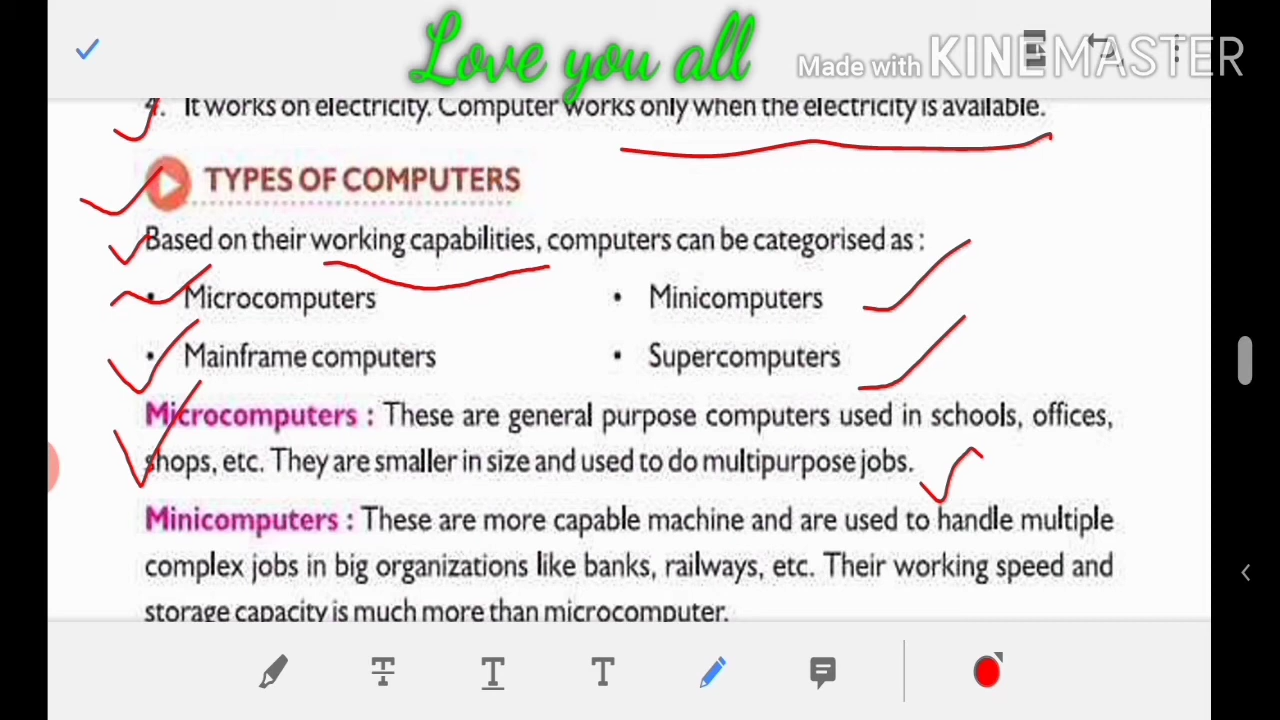 Love you all
Made with KINEMASTER
4. It works on electricity. Computer works only when the electricity is available.
TYPES OF COMPUTERS
Based on their working capabilities, computers can be categorised as :
• Microcomputers • Minicomputers
• Mainframe computers • Supercomputers
Microcomputers : These are general purpose computers used in schools, offices,
shops, etc. They are smaller in size and used to do multipurpose jobs.
Minicomputers : These are more capable machine and are used to handle multiple
complex jobs in big organizations like banks, railways, etc. Their working speed and
storage capacity is much more than microcomputer.